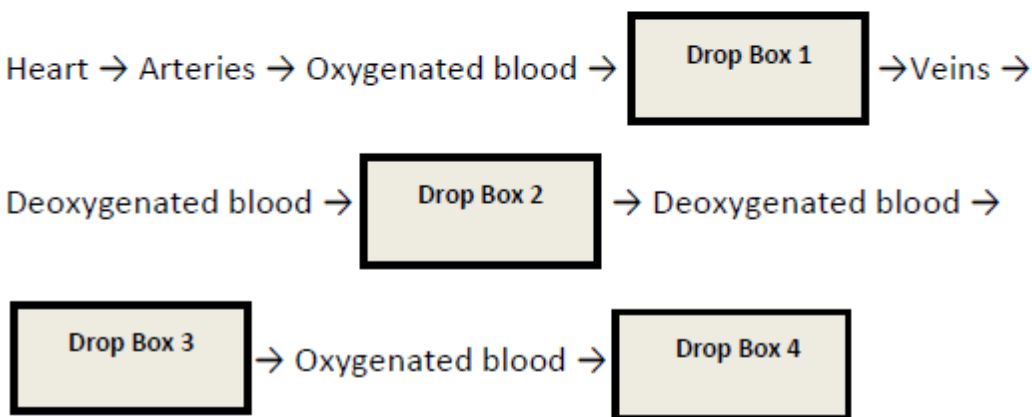 Heart → Arteries → Oxygenated blood → Drop Box 1 →Veins →
Deoxygenated blood → Drop Box 2 → Deoxygenated blood →
Drop Box 3 → Oxygenated blood → Drop Box 4